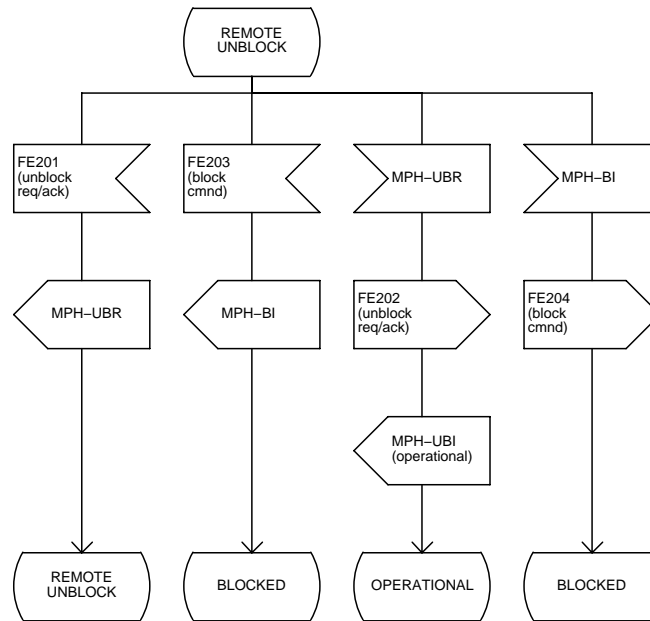 REMOTE
UNBLOCK
FE201
(unblock
req/ack)
FE203
(block
cmnd)
MPH−UBR
MPH−BI
MPH−UBR
MPH−BI
FE202
(unblock
req/ack)
FE204
(block
cmnd)
MPH−UBI
(operational)
REMOTE
UNBLOCK
BLOCKED
OPERATIONAL
BLOCKED